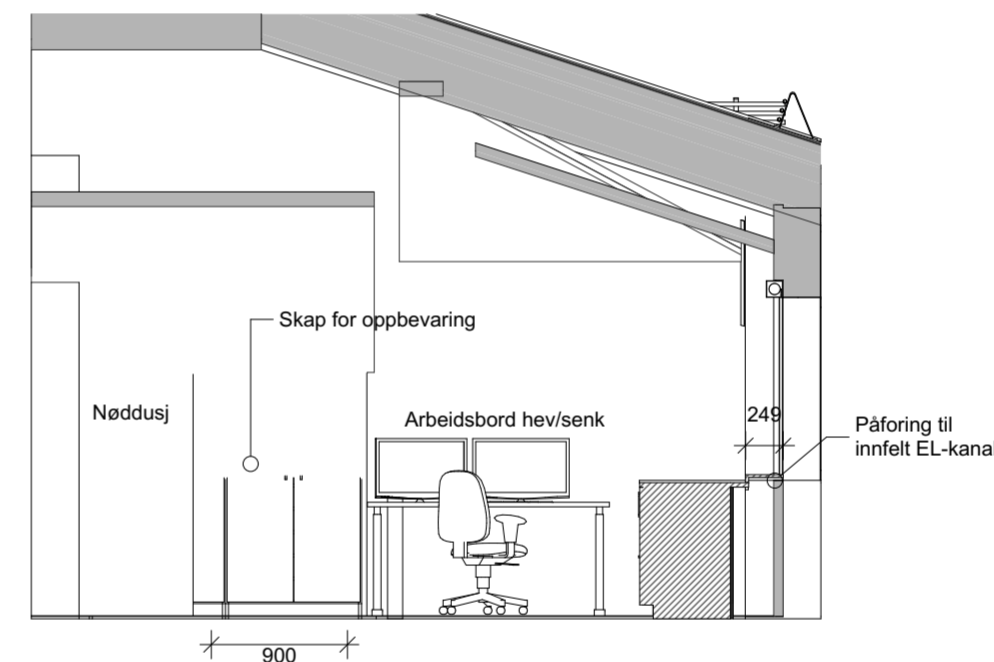 Skap for oppbevaring
Nøddusj
Arbeidsbord hev/senk
249
Påforing til
innfelt EL-kanal
900